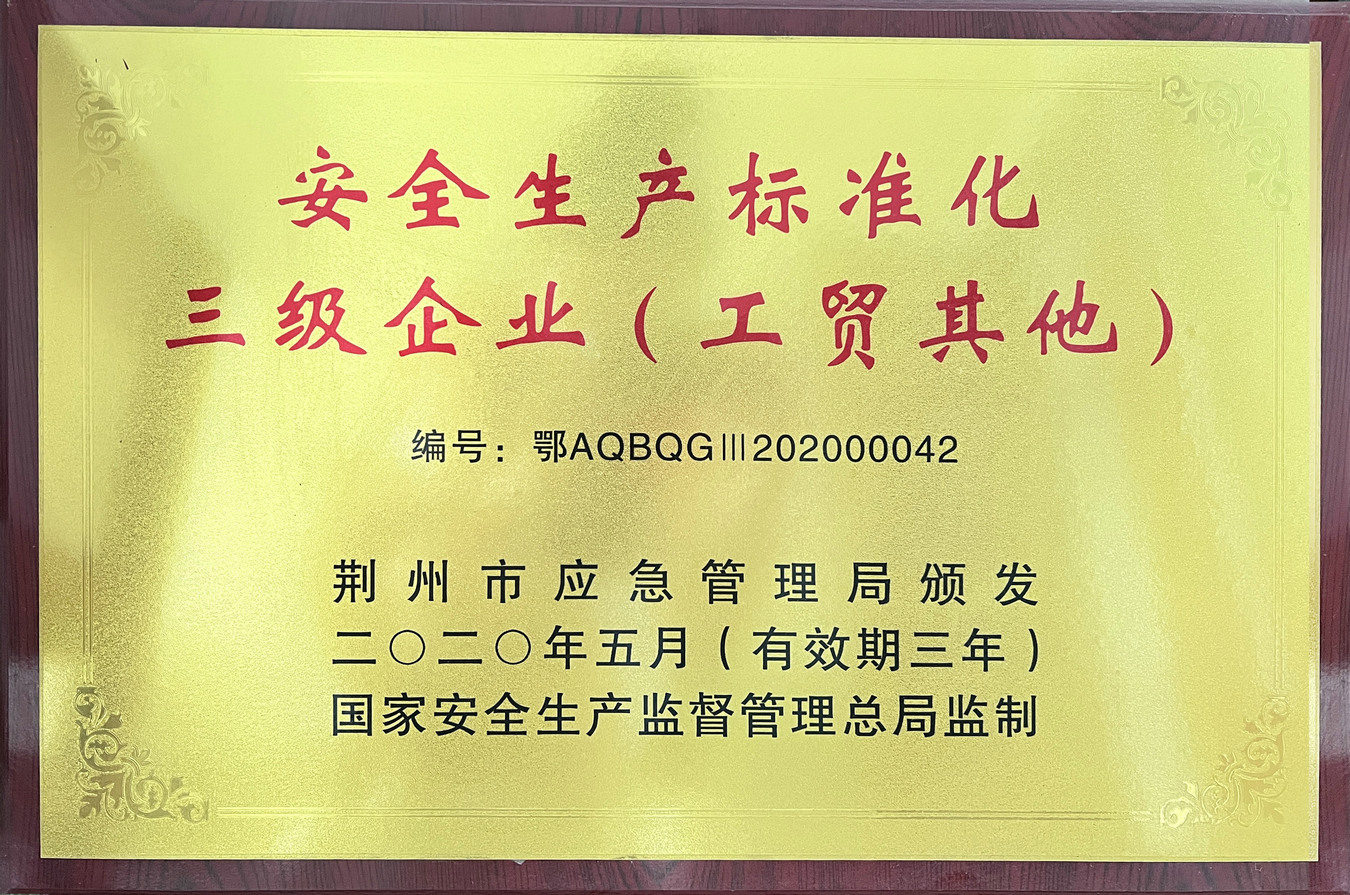 安全生产标准化
三级企业（工贸其他）
编号：鄂AQBQGⅢ202000042
荆州市应急管理局颁发
二〇二〇年五月（有效期三年）
国家安全生产监督管理总局监制